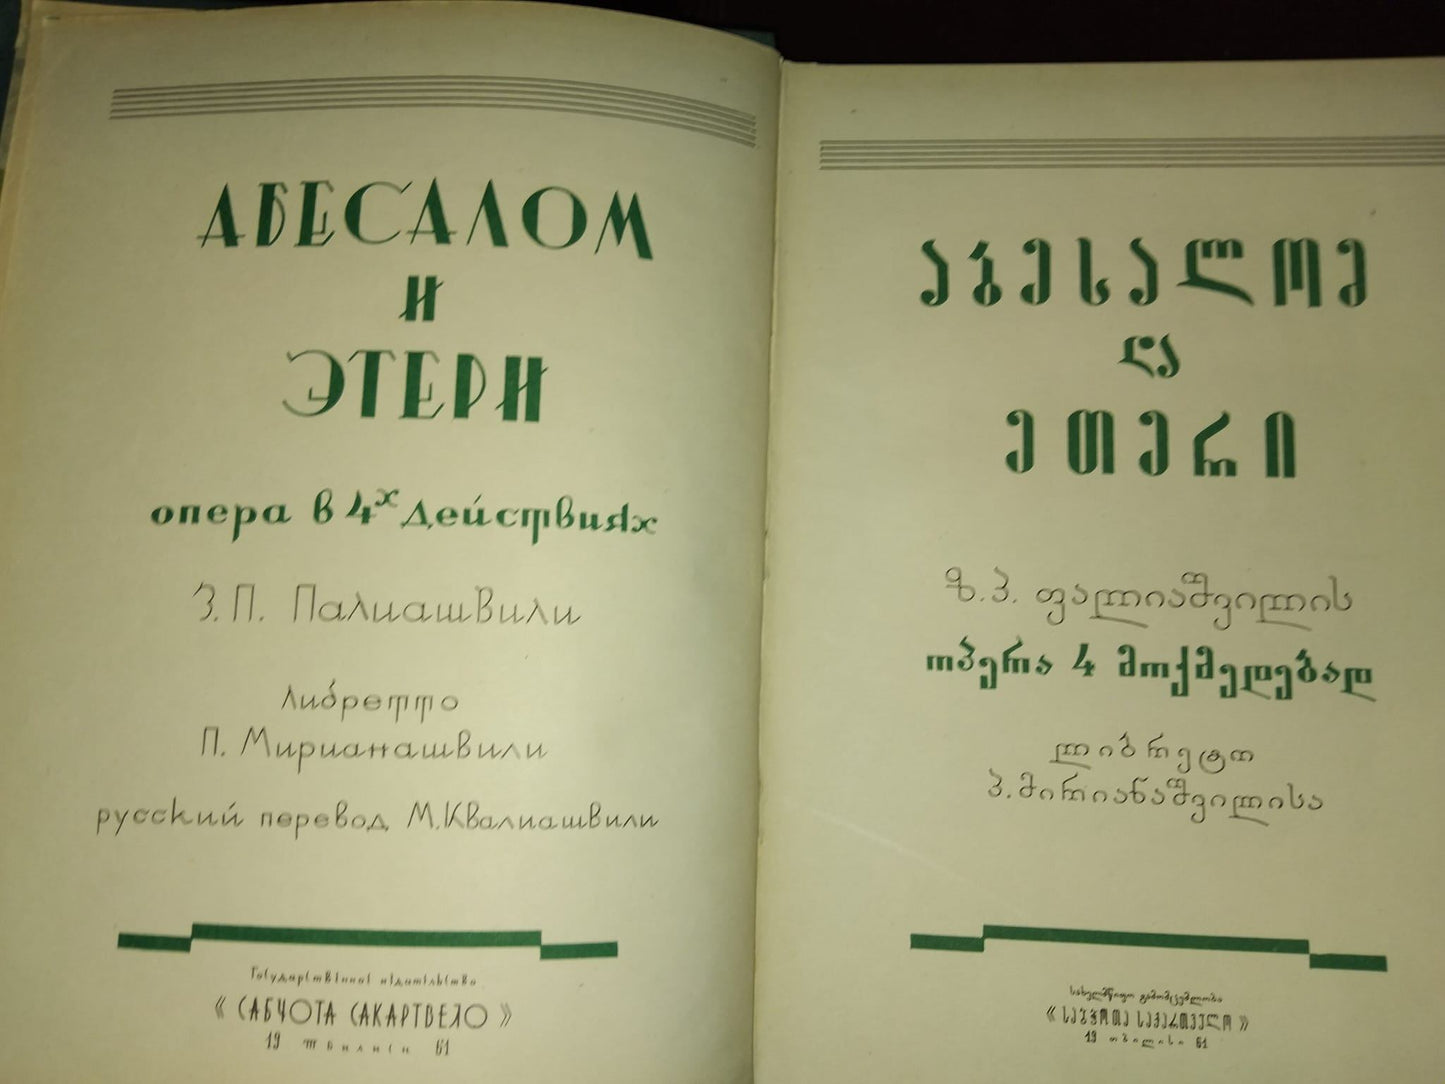 АБЕСАЛОМ
И
ЭТЕРИ
опера в 4х действиях
З. П. Палиашвили
либретто
П. Мирианашвили
русский перевод М. Квалиашвили
Государственное издательство
« САБЧОТА САКАРТВЕЛО »
19 Тбилиси 61
აბესალომ
და
ეთერი
ზ. პ. ფალიაშვილის
ოპერა 4 მოქმედებად
ლიბრეტო
პ. მირიანაშვილისა
სახელმწიფო გამომცემლობა
« საბჭოთა საქართველო »
19 თბილისი 61